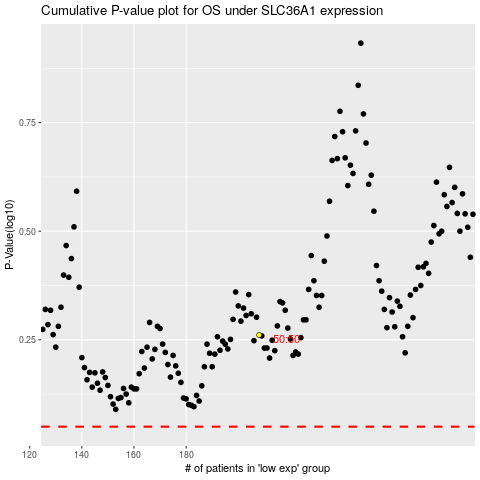 Cumulative P-value plot for OS under SLC36A1 expression
P-Value(log10)
0.75
0.50
0.25
50:50
120 140 160 180
# of patients in 'low exp' group